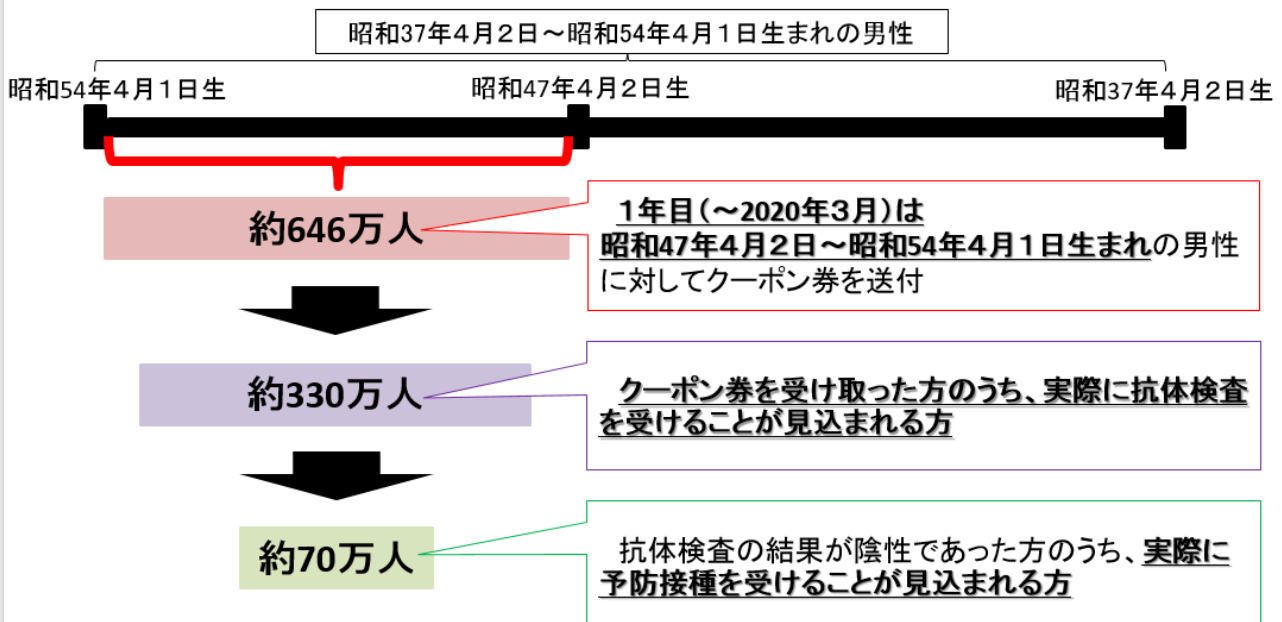 昭和37年４月２日～昭和54年４月１日生まれの男性
昭和54年４月１日生
昭和47年４月２日生
昭和37年４月２日生
約646万人
１年目（～2020年３月）は
昭和47年４月２日～昭和54年４月１日生まれの男性
に対してクーポン券を送付
約330万人
クーポン券を受け取った方のうち、実際に抗体検査
を受けることが見込まれる方
約70万人
抗体検査の結果が陰性であった方のうち、実際に
予防接種を受けることが見込まれる方